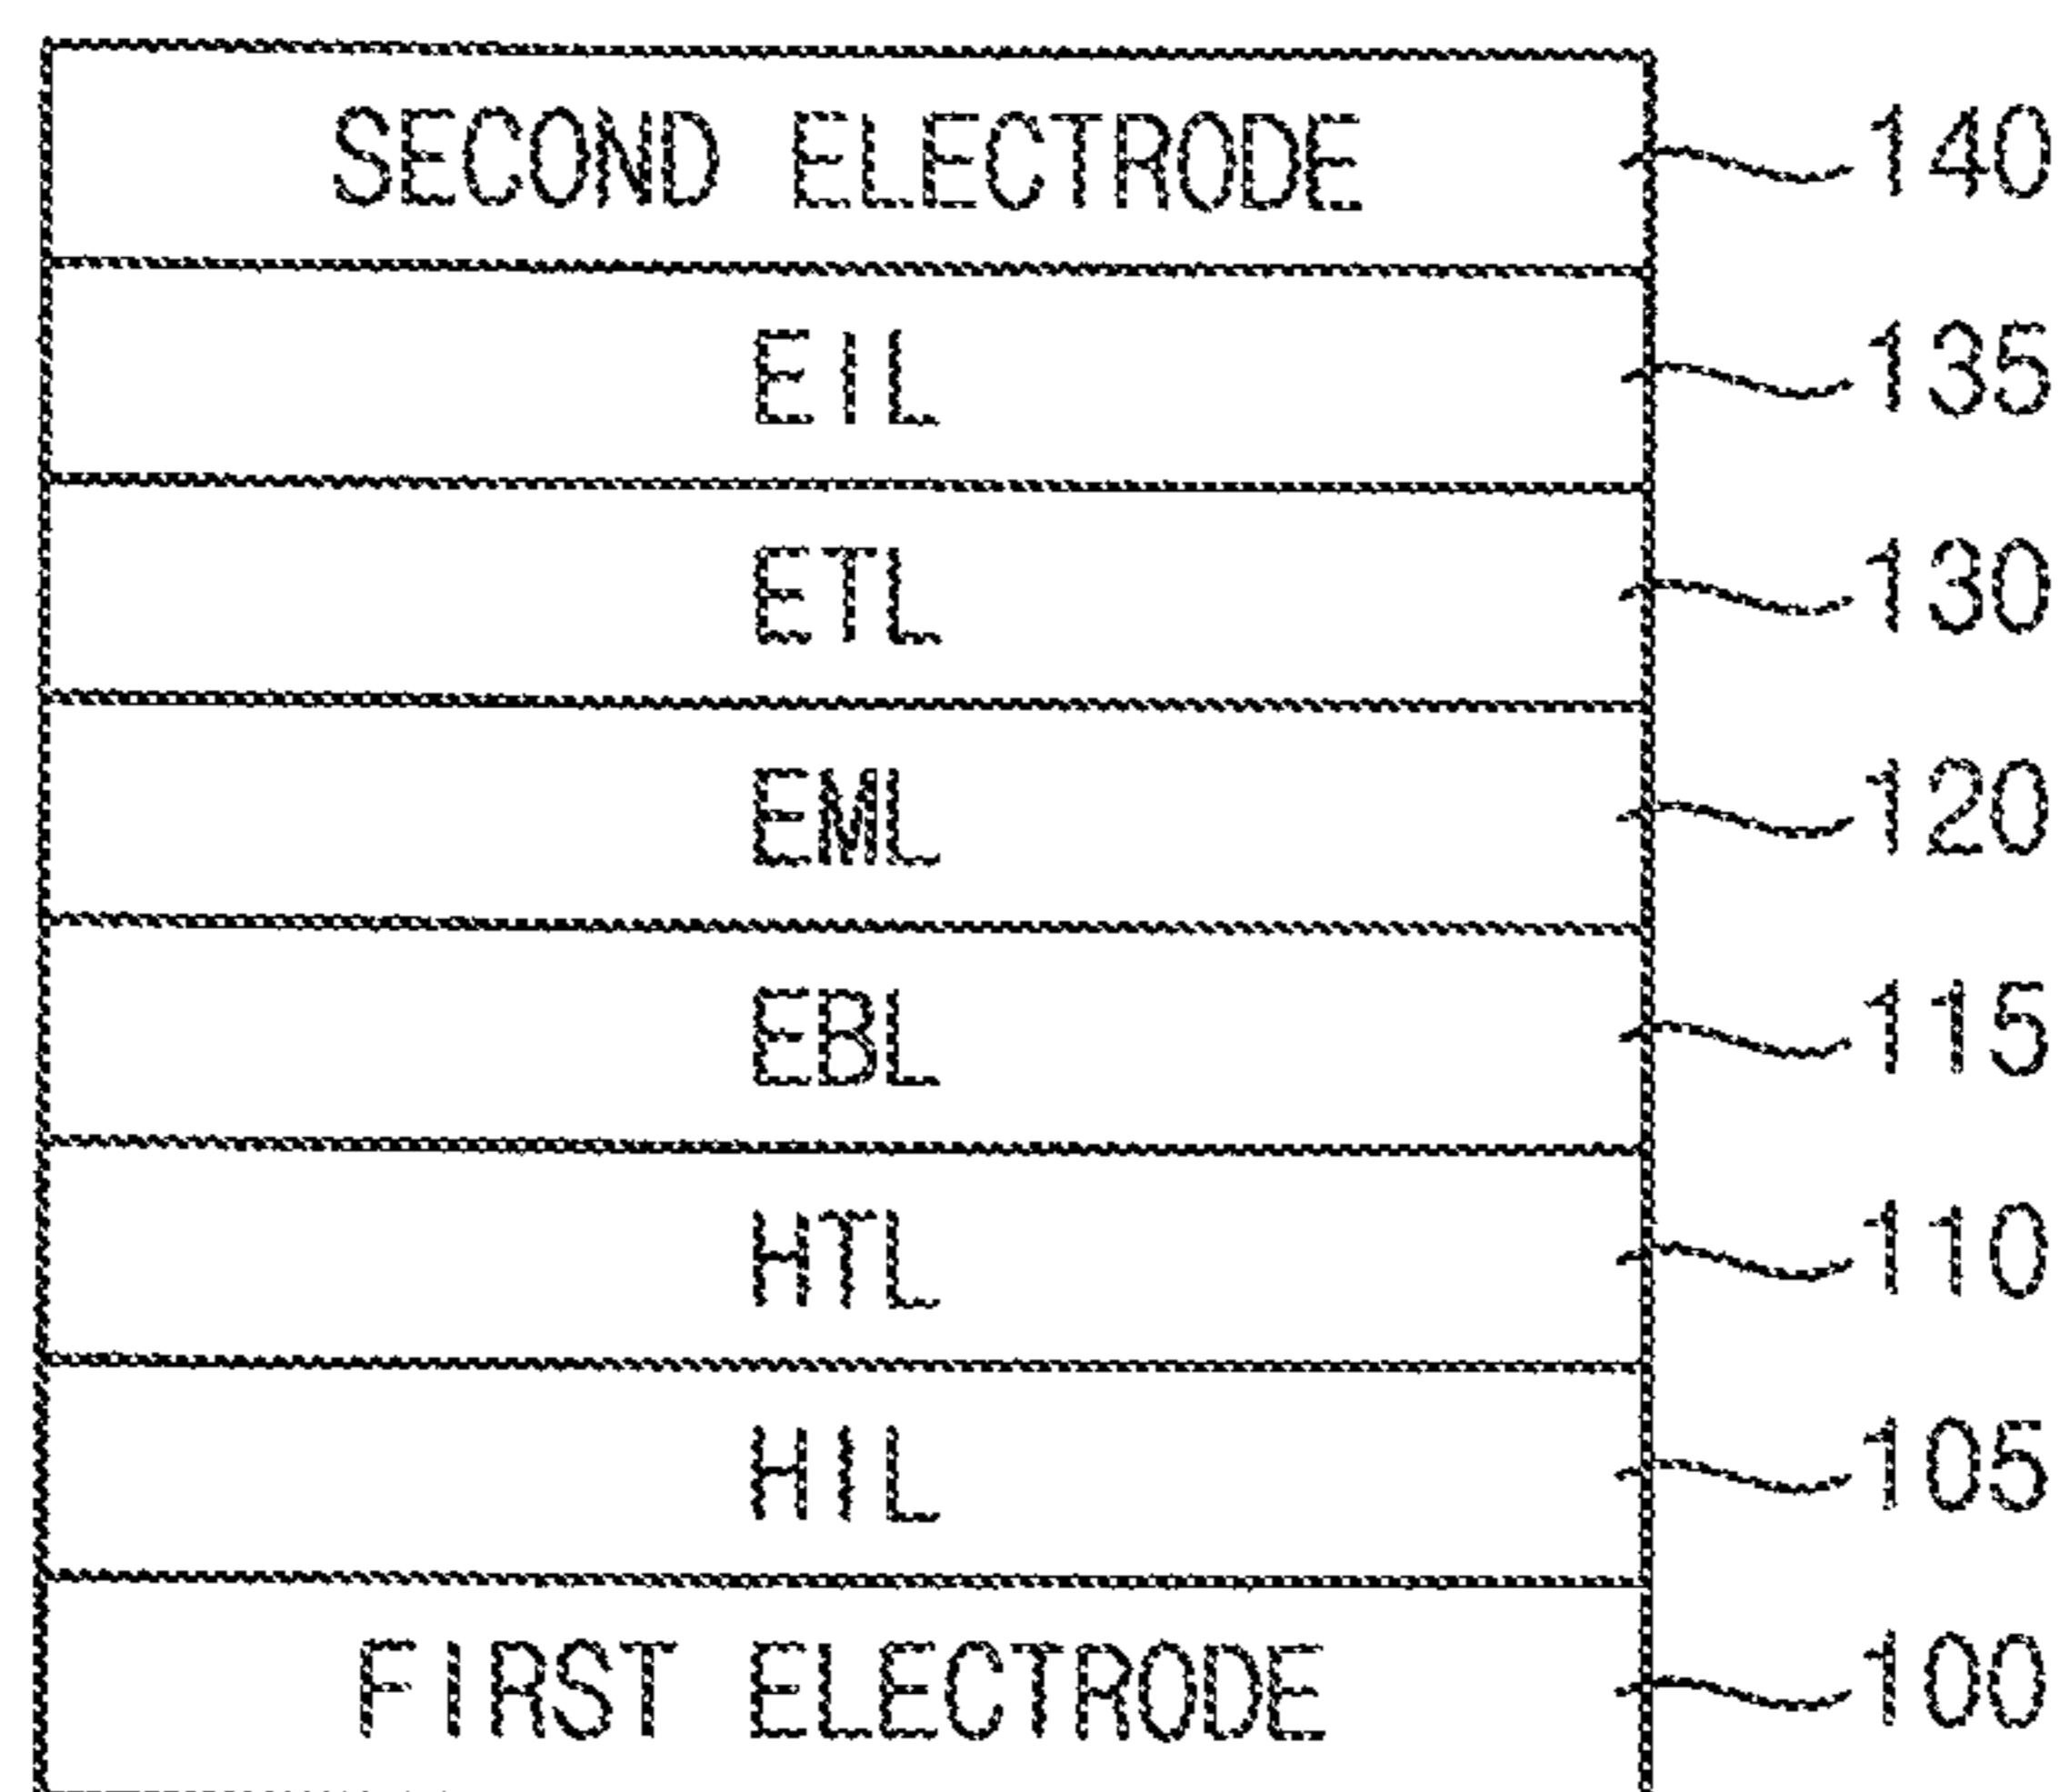 SECOND ELECTRODE 140
EIL 135
ETL 130
EML 120
EBL 115
HTL 110
HIL 105
FIRST ELECTRODE 100